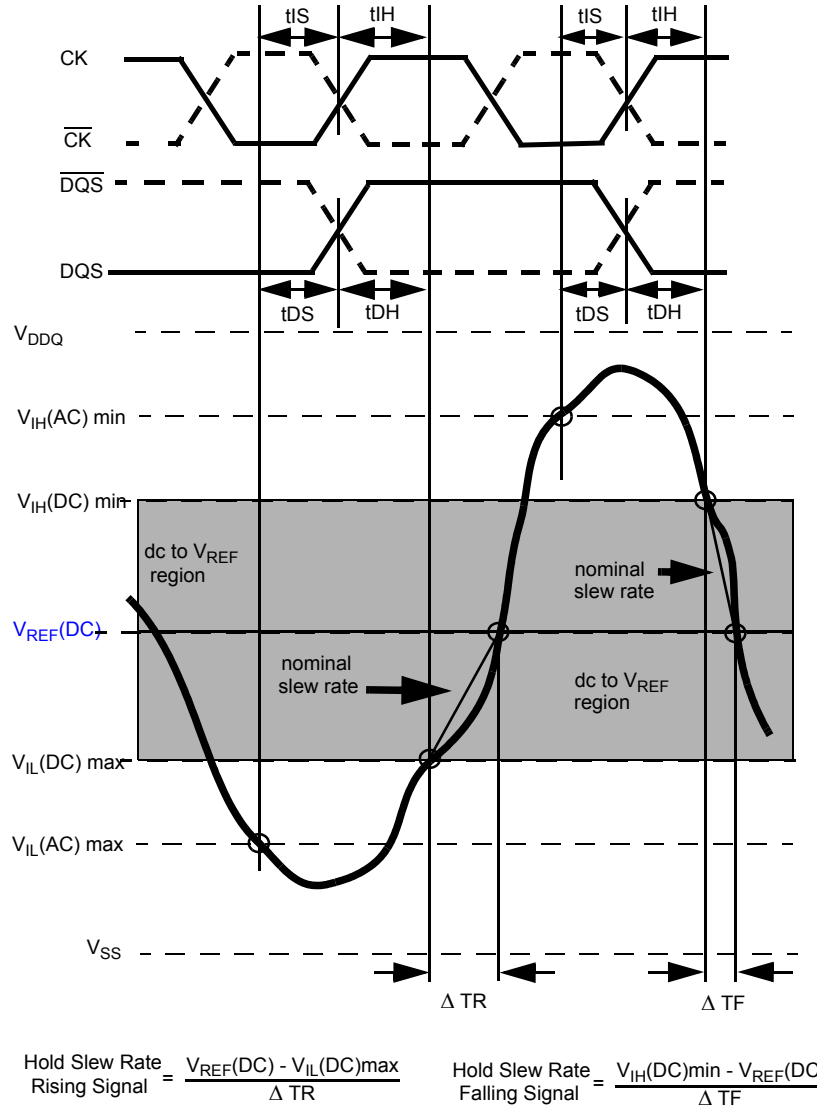 tIS tIH tIS tIH
CK
CK
DQS
DQS
tDS tDH tDS tDH
VDDQ
VIH(AC) min
VIH(DC) min
dc to VREF
region
nominal
slew rate
VREF(DC)
nominal
slew rate
dc to VREF
region
VIL(DC) max
VIL(AC) max
VSS
Δ TR Δ TF
Hold Slew Rate
Rising Signal = VREF(DC) - VIL(DC)max
Δ TR
Hold Slew Rate
Falling Signal = VIH(DC)min - VREF(DC
Δ TF